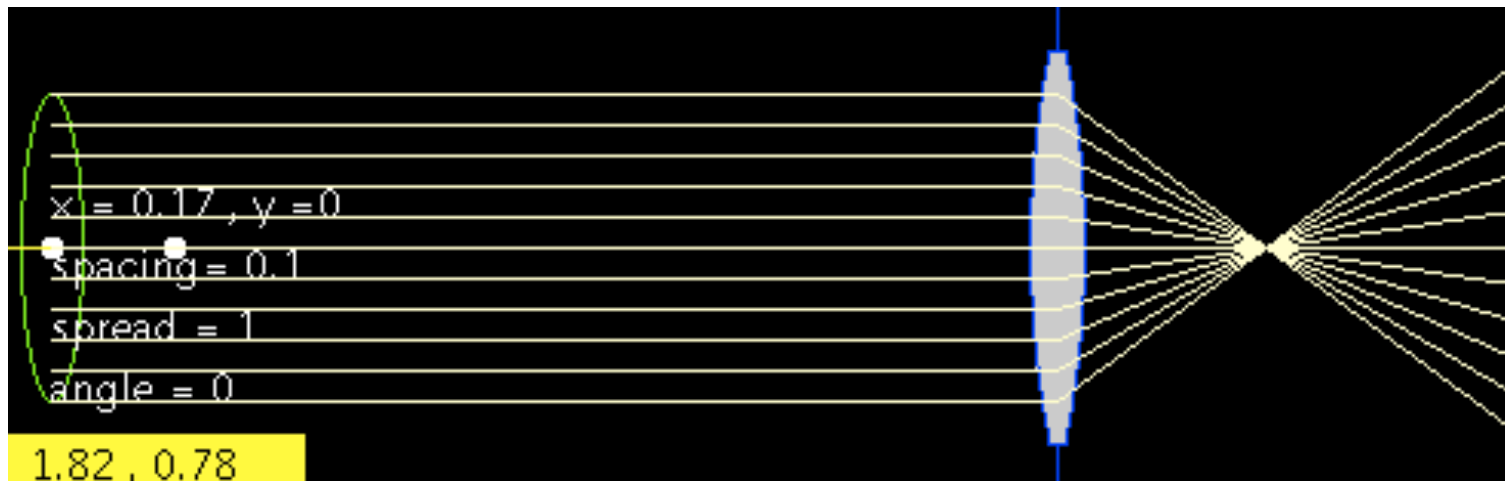 x = 0.17 , y =0
spacing= 0.1
spread = 1
angle = 0
1.82 , 0.78